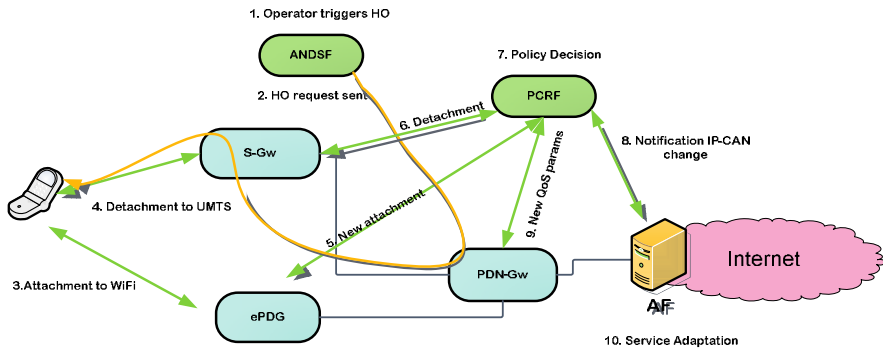 1. Operator triggers HO
ANDSF
7. Policy Decision
2. HO request sent
PCRF
6. Detachment
S-Gw
8. Notification IP-CAN
change
9. New QoS params
4. Detachment to UMTS
5. New attachment
Internet
PDN-Gw
3.Attachment to WiFi
AF
ePDG
10. Service Adaptation